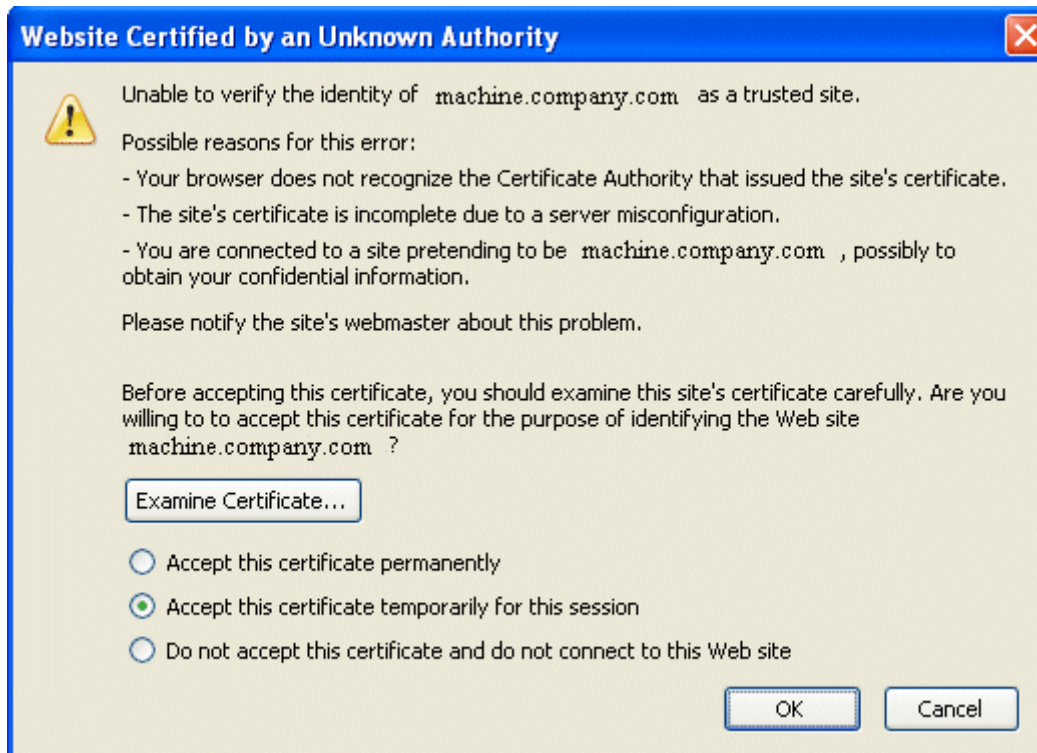 Website Certified by an Unknown Authority
Unable to verify the identity of machine.company.com as a trusted site.
Possible reasons for this error:
- Your browser does not recognize the Certificate Authority that issued the site's certificate.
- The site's certificate is incomplete due to a server misconfiguration.
- You are connected to a site pretending to be machine.company.com , possibly to
obtain your confidential information.
Please notify the site's webmaster about this problem.
Before accepting this certificate, you should examine this site's certificate carefully. Are you
willing to to accept this certificate for the purpose of identifying the Web site
machine.company.com ?
Examine Certificate...
Accept this certificate permanently
Accept this certificate temporarily for this session
Do not accept this certificate and do not connect to this Web site
OK Cancel